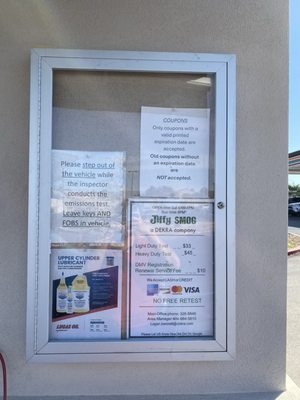 COUPONS
Only coupons with a
valid printed
expiration date are
accepted.
Old coupons without
an expiration date
are
NOT accepted.
Please step out of
the vehicle while
the inspector
conducts the
emissions test.
Leave keys AND
FOBS in vehicle.
Jiffy SMOG
a DEKRA company
Light Duty Test $33
Heavy Duty Test $45
DMV Registration
Renewal Service Fee $10
We Accept CASH or CREDIT
VISA
NO FREE RETEST
UPPER CYLINDER
LUBRICANT
LUCAS OIL